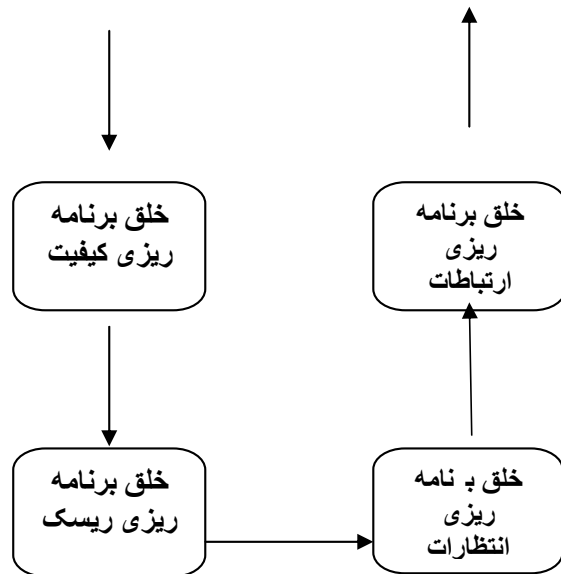 خلق برنامه
ریزی کیفیت
خلق برنامه
ریزی ریسک
خلق بـ نامه
ریزی
انتظارات
خلق برنامه
ریزی
ارتباطات